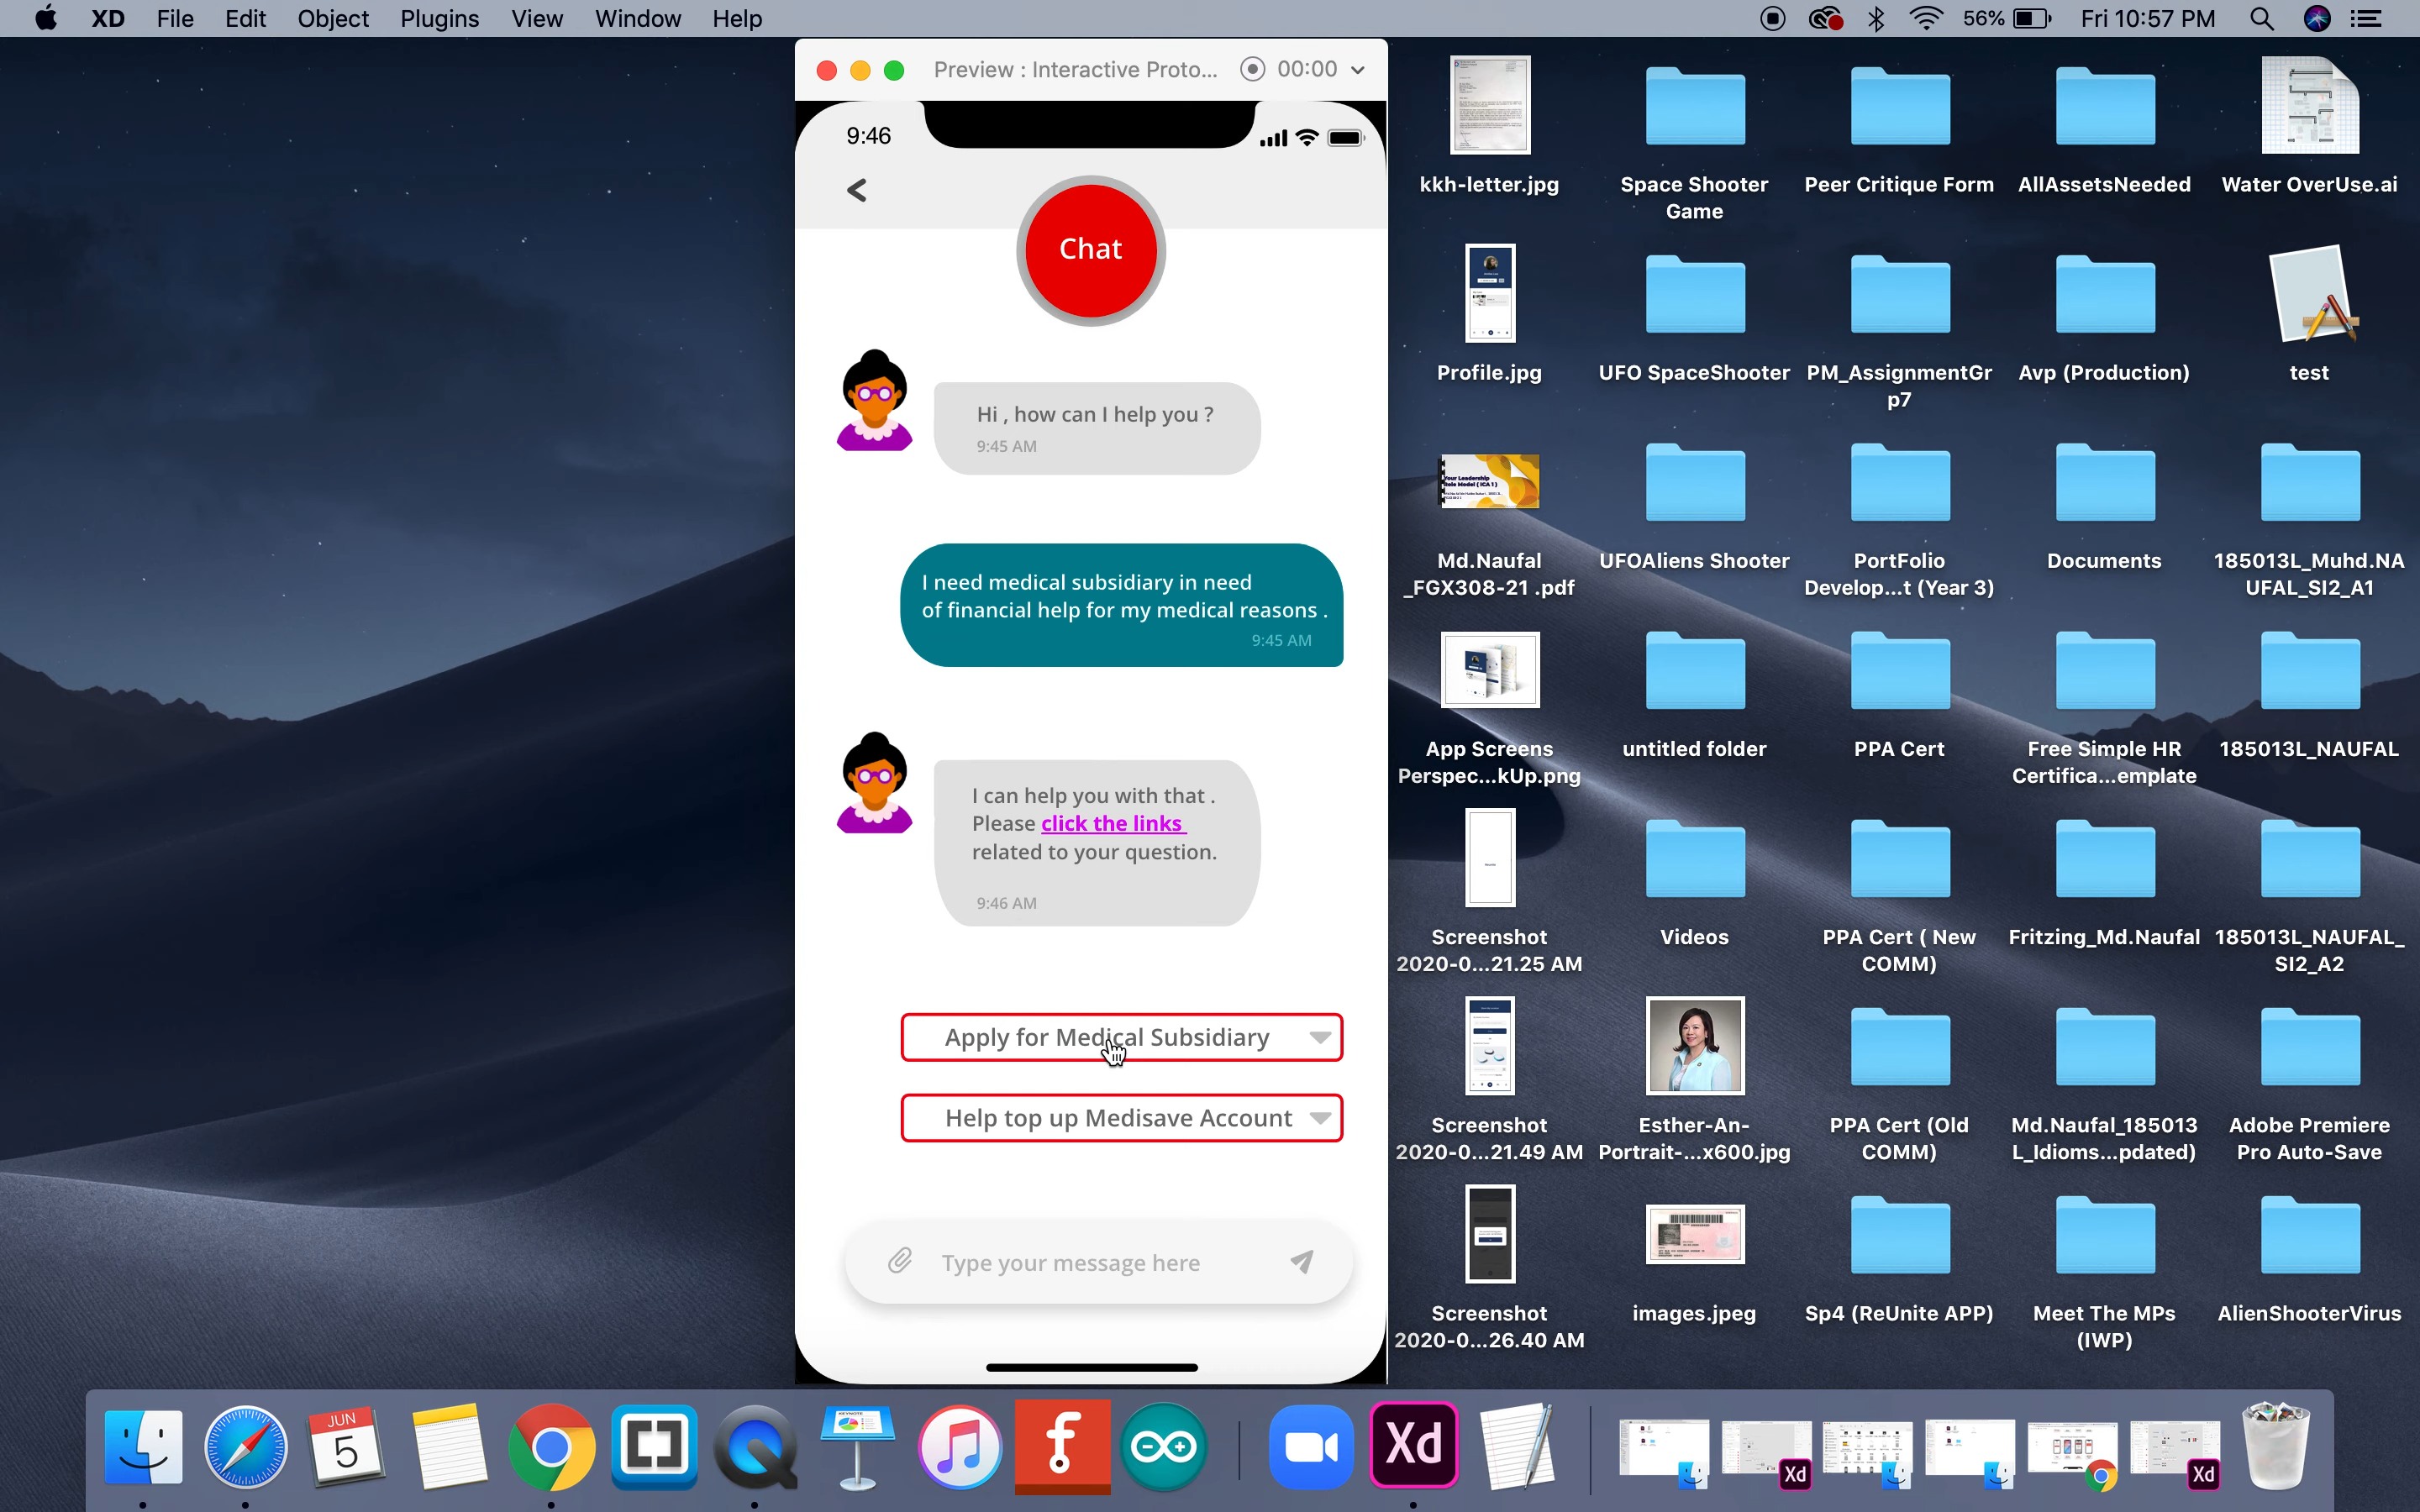 XD File Edit Object Plugins View Window Help
56% Fri 10:57 PM
Preview : Interactive Proto... 00:00
9:46
<
Chat
Hi , how can I help you ?
9:45 AM
I need medical subsidiary in need
of financial help for my medical reasons .
9:45 AM
I can help you with that .
Please click the links
related to your question.
9:46 AM
Apply for Medical Subsidiary
Help top up Medisave Account
Type your message here
kkh-letter.jpg
Space Shooter
Game
Peer Critique Form
AllAssetsNeeded
Water OverUse.ai
Profile.jpg
UFO SpaceShooter
PM_AssignmentGr
p7
Avp (Production)
test
Your Leadership
Role Model ( ICA 1 )
Md.Naufal
_FGX308-21 .pdf
UFOAliens Shooter
PortFolio
Develop...t (Year 3)
Documents
185013L_Muhd.NA
UFAL_SI2_A1
App Screens
Perspec...kUp.png
untitled folder
PPA Cert
Free Simple HR
Certifica...emplate
185013L_NAUFAL
Screenshot
2020-0...21.25 AM
Videos
PPA Cert ( New
COMM)
Fritzing_Md.Naufal
185013L_NAUFAL_
SI2_A2
Screenshot
2020-0...21.49 AM
Esther-An-
Portrait-...x600.jpg
PPA Cert (Old
COMM)
Md.Naufal_185013
L_Idioms...pdated)
Adobe Premiere
Pro Auto-Save
Screenshot
2020-0...26.40 AM
images.jpeg
Sp4 (ReUnite APP)
Meet The MPs
(IWP)
AlienShooterVirus
JUN
5
KEYNOTE
f
Xd
Xd
Xd